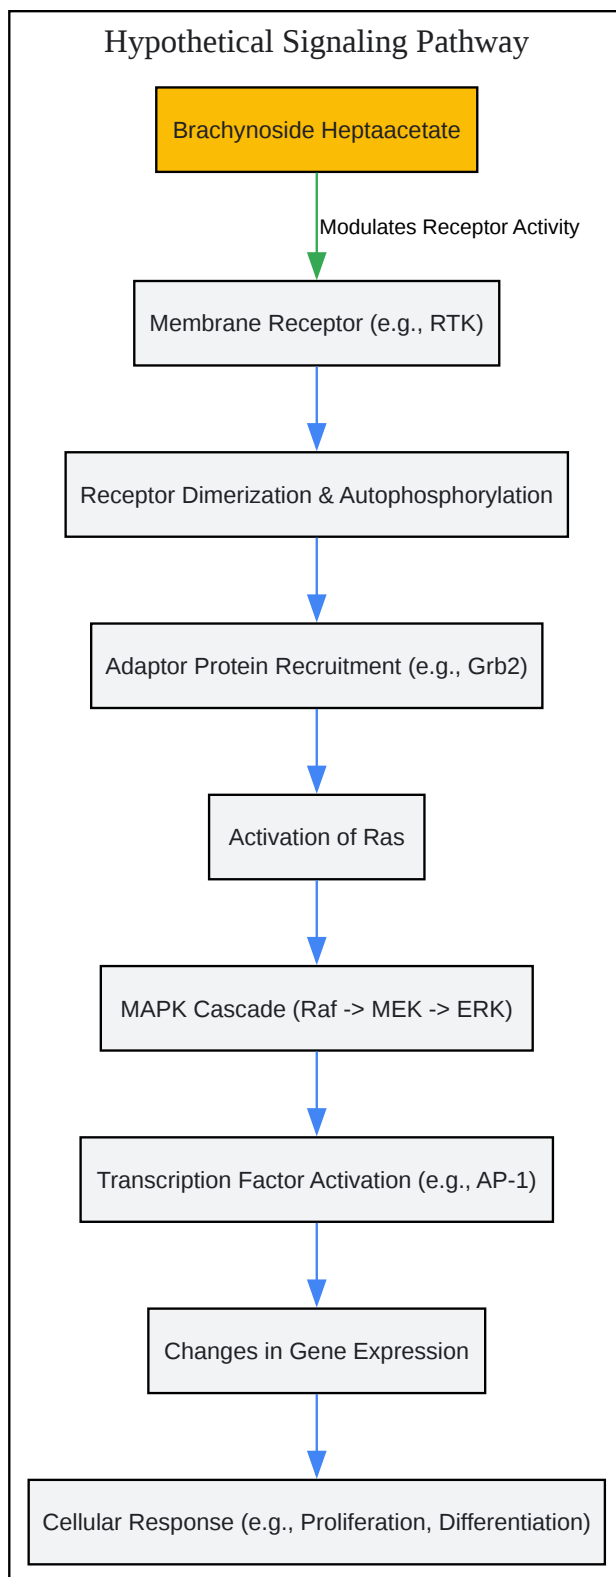 Hypothetical Signaling Pathway
Brachynoside Heptaacetate
Modulates Receptor Activity
Membrane Receptor (e.g., RTK)
Receptor Dimerization & Autophosphorylation
Adaptor Protein Recruitment (e.g., Grb2)
Activation of Ras
MAPK Cascade (Raf -> MEK -> ERK)
Transcription Factor Activation (e.g., AP-1)
Changes in Gene Expression
Cellular Response (e.g., Proliferation, Differentiation)